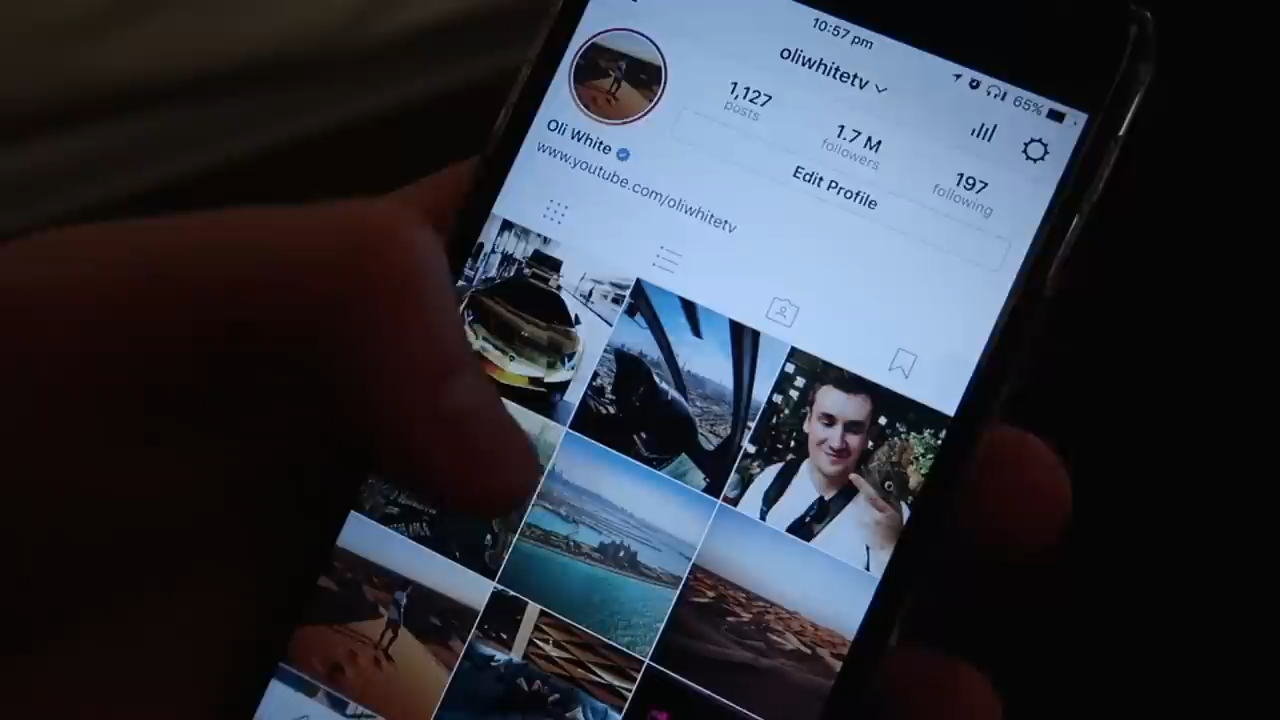 10:57 pm
65%
oliwhitetv
1,127
posts
1.7 M
followers
197
following
Edit Profile
Oli White
www.youtube.com/oliwhitetv